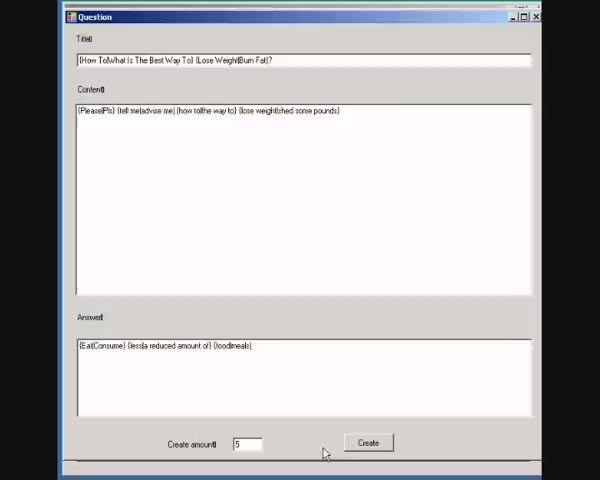 Question
Title:
{How To|What Is The Best Way To} {Lose Weight|Burn Fat}?
Content:
{Please|Pls} {tell me|advise me} {how to|the way to} {lose weight|shed some pounds}
Answer:
{Eat|Consume} {less|a reduced amount of} {food|meals}
Create amount: 5 Create